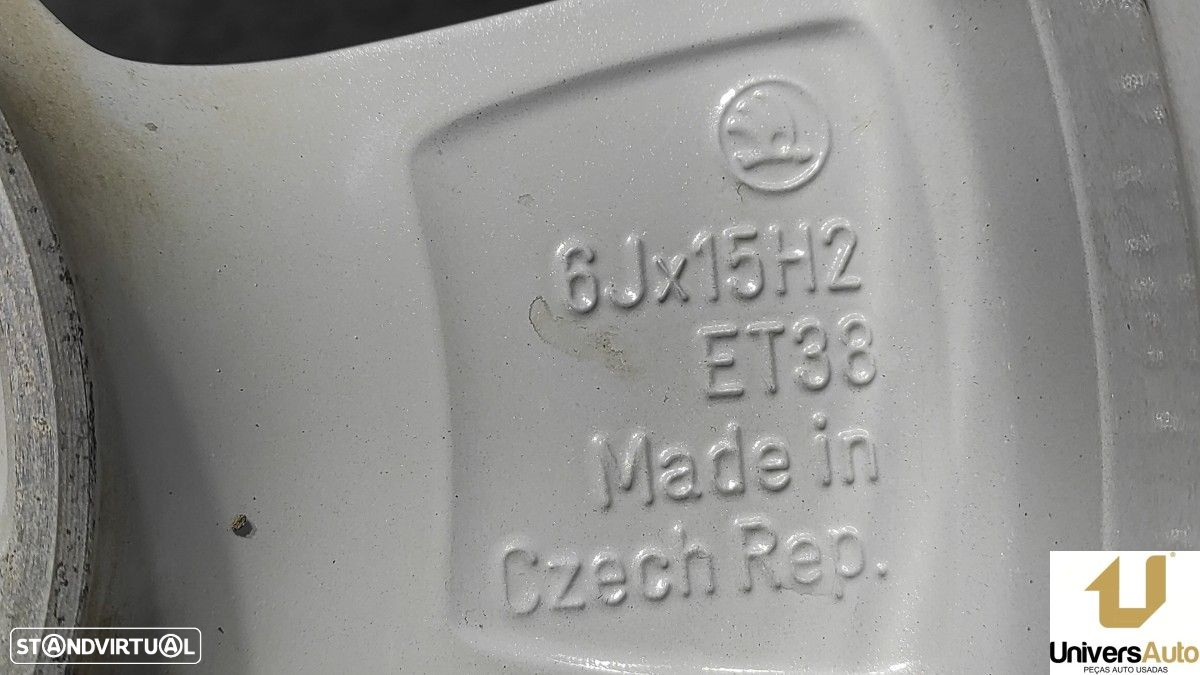 6Jx15H2
ET38
Made in
Czech Rep.
STANDVIRTUAL
UniversAuto
PEÇAS AUTO USADAS